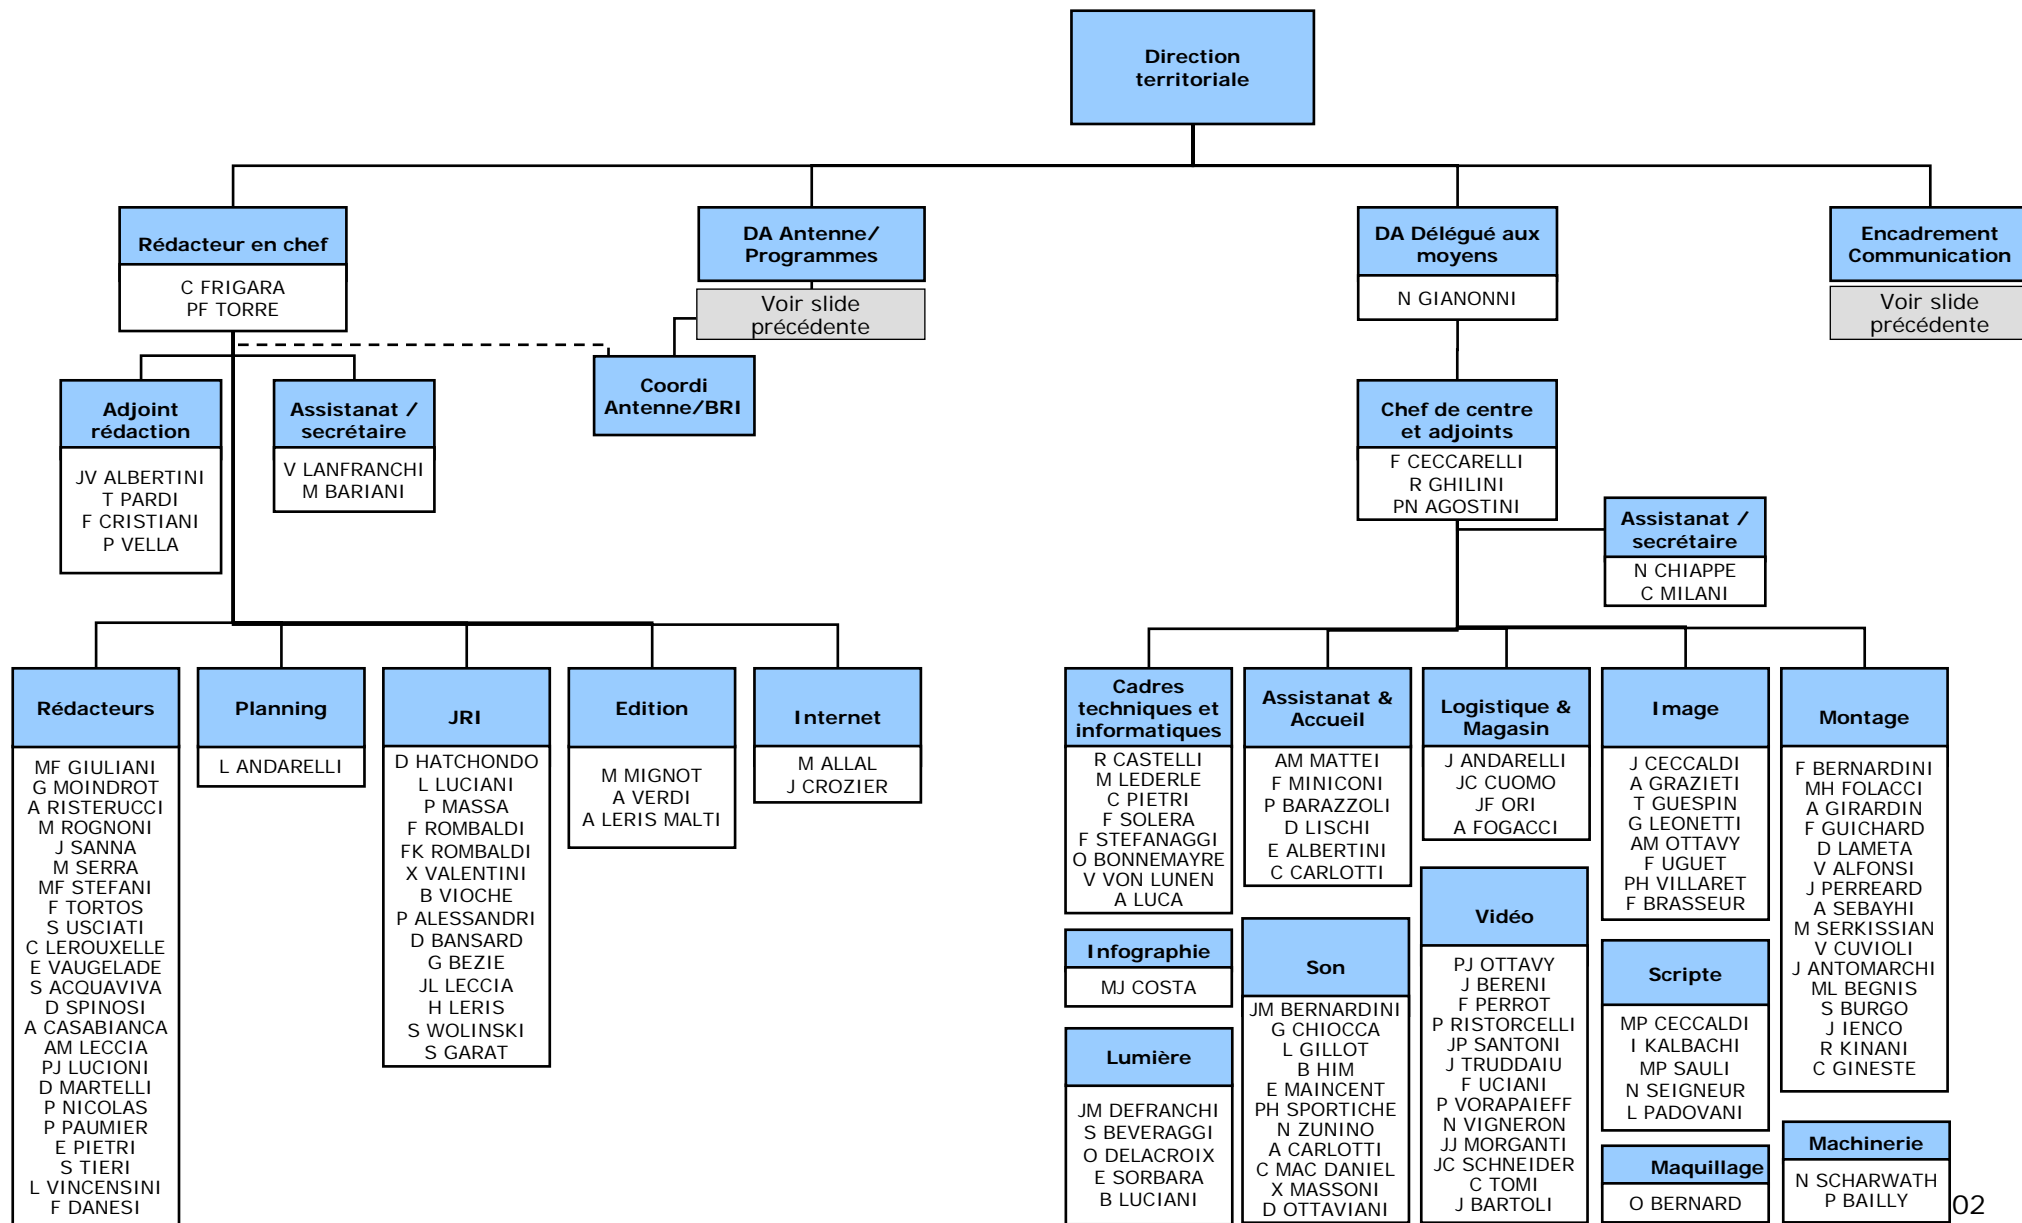 Direction
territoriale
Rédacteur en chef
C FRIGARA
PF TORRE
DA Antenne/
Programmes
Voir slide
précédente
DA Délégué aux
moyens
N GIANONNI
Encadrement
Communication
Voir slide
précédente
Adjoint
rédaction
JV ALBERTINI
T PARDI
F CRISTIANI
P VELLA
Assistanat /
secrétaire
V LANFRANCHI
M BARIANI
Coordi
Antenne/BRI
Chef de centre
et adjoints
F CECCARELLI
R GHILINI
PN AGOSTINI
Assistanat /
secrétaire
N CHIAPPE
C MILANI
Rédacteurs
MF GIULIANI
G MOINDROT
A RISTERUCCI
M ROGNONI
J SANNA
M SERRA
MF STEFANI
F TORTOS
S USCIATI
C LEROUXELLE
E VAUGELADE
S ACQUAVIVA
D SPINOSI
A CASABIANCA
AM LECCIA
PJ LUCIONI
D MARTELLI
P NICOLAS
P PAUMIER
E PIETRI
S TIERI
L VINCENSINI
F DANESI
Planning
L ANDARELLI
JRI
D HATCHONDO
L LUCIANI
P MASSA
F ROMBALDI
FK ROMBALDI
X VALENTINI
B VIOCHE
P ALESSANDRI
D BANSARD
G BEZIE
JL LECCIA
H LERIS
S WOLINSKI
S GARAT
Edition
M MIGNOT
A VERDI
A LERIS MALTI
Internet
M ALLAL
J CROZIER
Cadres
techniques et
informatiques
R CASTELLI
M LEDERLE
C PIETRI
F SOLERA
F STEFANAGGI
O BONNEMAYRE
V VON LUNEN
A LUCA
Infographie
MJ COSTA
Lumière
JM DEFRANCHI
S BEVERAGGI
O DELACROIX
E SORBARA
B LUCIANI
Assistanat &
Accueil
AM MATTEI
F MINICONI
P BARAZZOLI
D LISCHI
E ALBERTINI
C CARLOTTI
Son
JM BERNARDINI
G CHIOCCA
L GILLOT
B HIM
E MAINCENT
PH SPORTICHE
N ZUNINO
A CARLOTTI
C MAC DANIEL
X MASSONI
D OTTAVIANI
Logistique &
Magasin
J ANDARELLI
JC CUOMO
JF ORI
A FOGACCI
Vidéo
PJ OTTAVY
J BERENI
F PERROT
P RISTORCELLI
JP SANTONI
J TRUDDAIU
F UCIANI
P VORAPAIEFF
N VIGNERON
JJ MORGANTI
JC SCHNEIDER
C TOMI
J BARTOLI
Image
J CECCALDI
A GRAZIETI
T GUESPIN
G LEONETTI
AM OTTAVY
F UGUET
PH VILLARET
F BRASSEUR
Scripte
MP CECCALDI
I KALBACHI
MP SAULI
N SEIGNEUR
L PADOVANI
Maquillage
O BERNARD
Montage
F BERNARDINI
MH FOLACCI
A GIRARDIN
F GUICHARD
D LAMETA
V ALFONSI
J PERREARD
A SEBAYHI
M SERKISSIAN
V CUVIOLI
J ANTOMARCHI
ML BEGNIS
S BURGO
J IENCO
R KINANI
C GINESTE
Machinerie
N SCHARWATH
P BAILLY
02